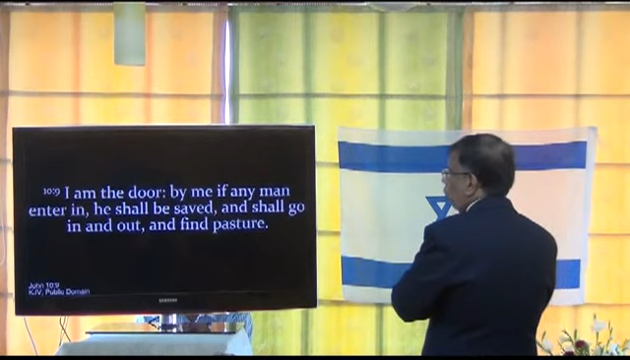 10:9 I am the door: by me if any man
enter in, he shall be saved, and shall go
in and out, and find pasture.
John 10:9
KJV, Public Domain
SAMSUNG